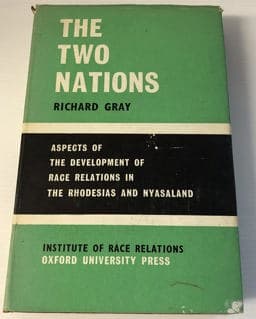 THE
TWO
NATIONS
RICHARD GRAY
ASPECTS OF
THE DEVELOPMENT OF
RACE RELATIONS IN
THE RHODESIAS AND NYASALAND
INSTITUTE OF RACE RELATIONS
OXFORD UNIVERSITY PRESS